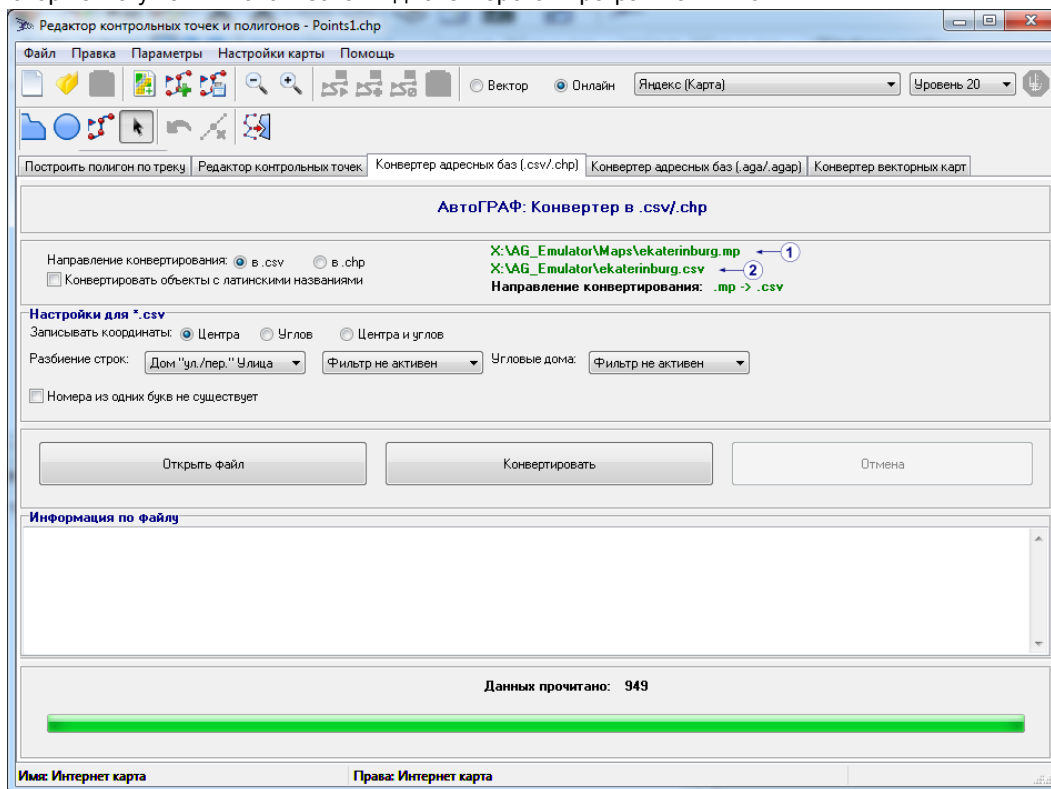 Редактор контрольных точек и полигонов - Points1.chp
Файл Правка Параметры Настройки карты Помощь
Вектор Онлайн Яндекс (Карта) Уровень 20
Построить полигон по треку Редактор контрольных точек Конвертер адресных баз (.csv/.chp) Конвертер адресных баз (.aga/.agap) Конвертер векторных карт
АвтоГРАФ: Конвертер в .csv/.chp
Направление конвертирования: в .csv в .chp
Конвертировать объекты с латинскими названиями
X:\AG_Emulator\Maps\ekaterinburg.mp 1
X:\AG_Emulator\ekaterinburg.csv 2
Направление конвертирования: .mp -> .csv
Настройки для *.csv
Записывать координаты: Центра Углов Центра и углов
Разбиение строк: Дом "ул./пер." Улица Фильтр не активен Угловые дома: Фильтр не активен
Номера из одних букв не существует
Открыть файл Конвертировать Отмена
Информация по файлу
Данных прочитано: 949
Имя: Интернет карта Права: Интернет карта